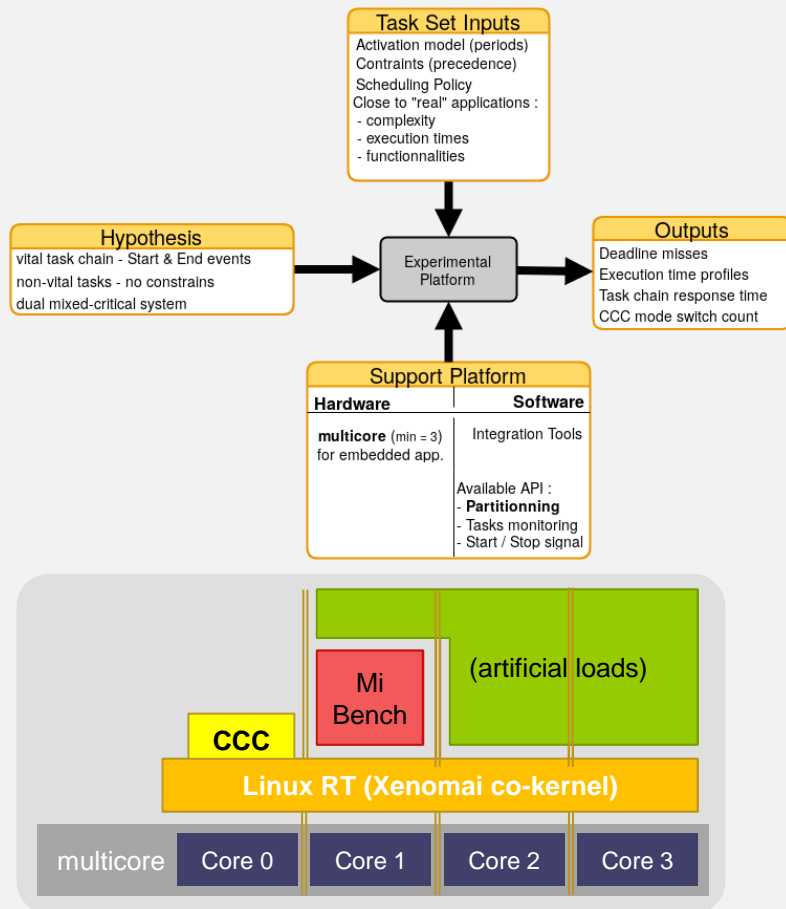 Task Set Inputs
Activation model (periods)
Contraints (precedence)
Scheduling Policy
Close to "real" applications :
- complexity
- execution times
- functionnalities
Hypothesis
vital task chain - Start & End events
non-vital tasks - no constrains
dual mixed-critical system
Experimental
Platform
Outputs
Deadline misses
Execution time profiles
Task chain response time
CCC mode switch count
Support Platform
Hardware
multicore (min = 3)
for embedded app.
Software
Integration Tools
Available API :
- Partitionning
- Tasks monitoring
- Start / Stop signal
(artificial loads)
Mi
Bench
CCC
Linux RT (Xenomai co-kernel)
multicore
Core 0
Core 1
Core 2
Core 3